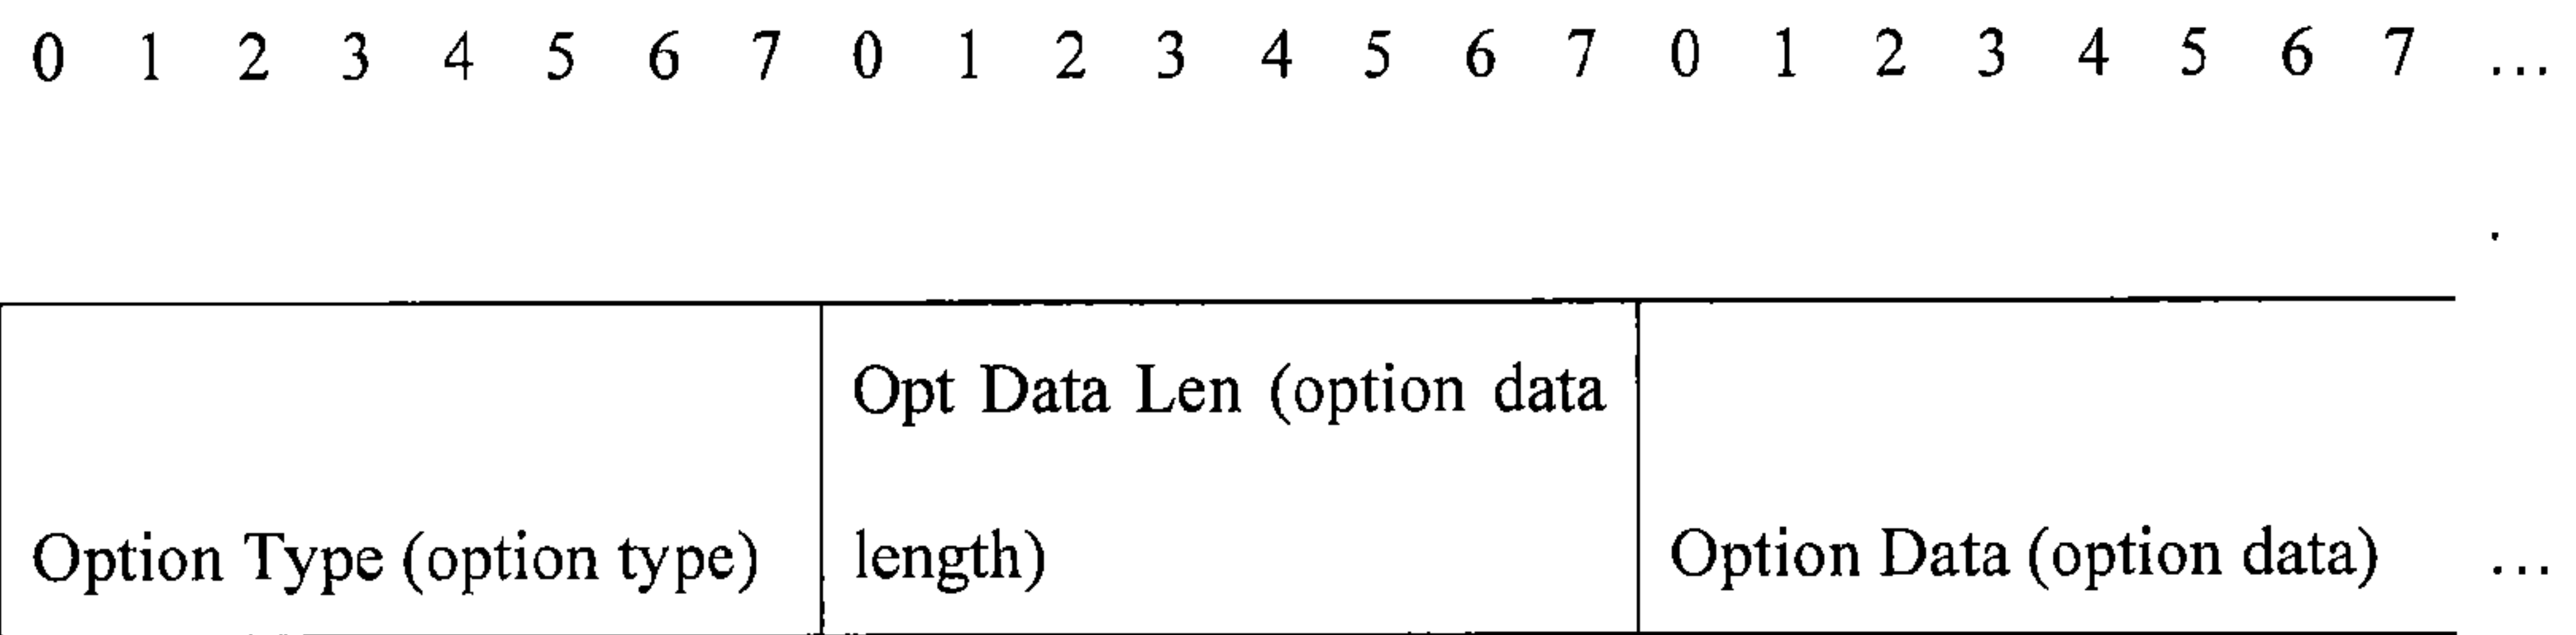 0 1 2 3 4 5 6 7 0 1 2 3 4 5 6 7 0 1 2 3 4 5 6 7 ...
.
Opt Data Len (option data
Option Type (option type) length) Option Data (option data) ...